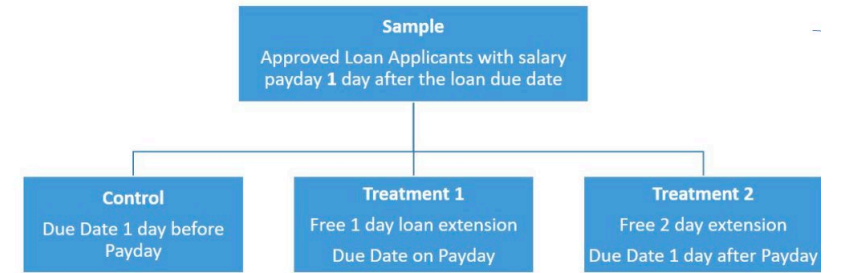 Sample
Approved Loan Applicants with salary
payday 1 day after the loan due date
Control
Due Date 1 day before
Payday
Treatment 1
Free 1 day loan extension
Due Date on Payday
Treatment 2
Free 2 day extension
Due Date 1 day after Payday